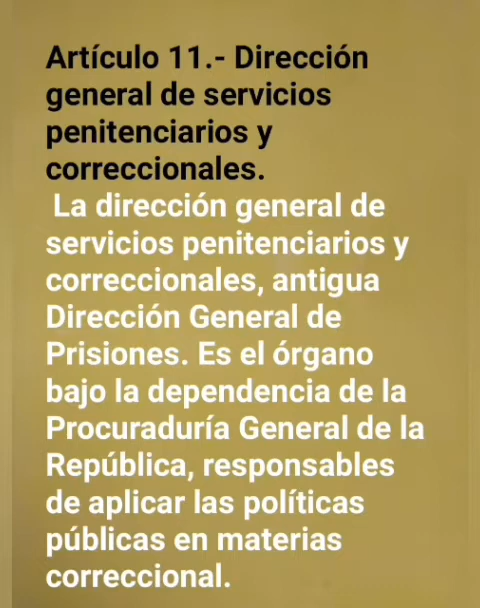 Artículo 11.- Dirección
general de servicios
penitenciarios y
correccionales.
La dirección general de
servicios penitenciarios y
correccionales, antigua
Dirección General de
Prisiones. Es el órgano
bajo la dependencia de la
Procuraduría General de la
República, responsables
de aplicar las políticas
públicas en materias
correccional.